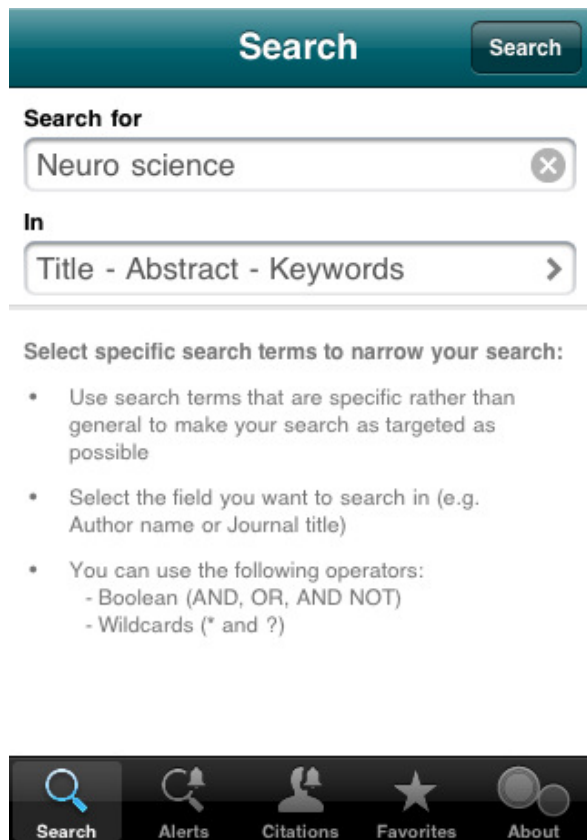 Search
Search
Search for
Neuro science
In
Title - Abstract - Keywords
Select specific search terms to narrow your search:
• Use search terms that are specific rather than
general to make your search as targeted as
possible
• Select the field you want to search in (e.g.
Author name or Journal title)
• You can use the following operators:
- Boolean (AND, OR, AND NOT)
- Wildcards (* and ?)
Search Alerts Citations Favorites About